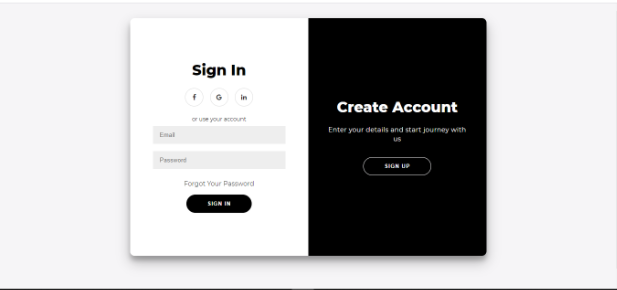 Sign In
f G in
or use your account
Email
Password
Forgot Your Password
SIGN IN
Create Account
Enter your details and start journey with
us
SIGN UP